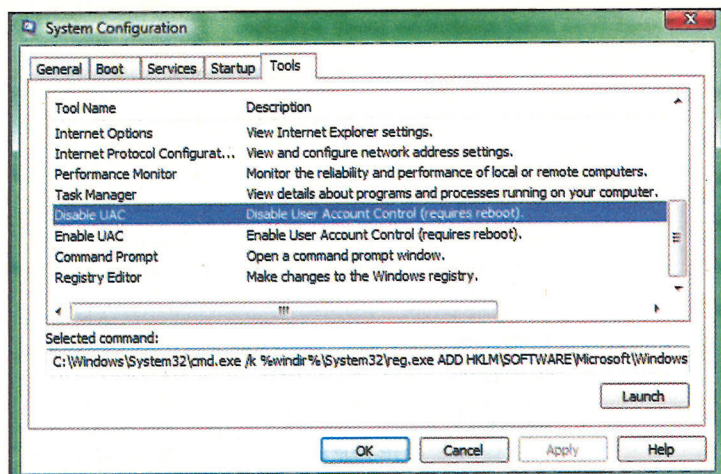 System Configuration
General Boot Services Startup Tools
Tool Name Description
Internet Options View Internet Explorer settings.
Internet Protocol Configurat... View and configure network address settings.
Performance Monitor Monitor the reliability and performance of local or remote computers.
Task Manager View details about programs and processes running on your computer.
Disable UAC Disable User Account Control (requires reboot).
Enable UAC Enable User Account Control (requires reboot).
Command Prompt Open a command prompt window.
Registry Editor Make changes to the Windows registry.
Selected command:
C:\Windows\System32\cmd.exe /k %windir%\System32\reg.exe ADD HKLM\SOFTWARE\Microsoft\Windows
Launch
OK Cancel Apply Help